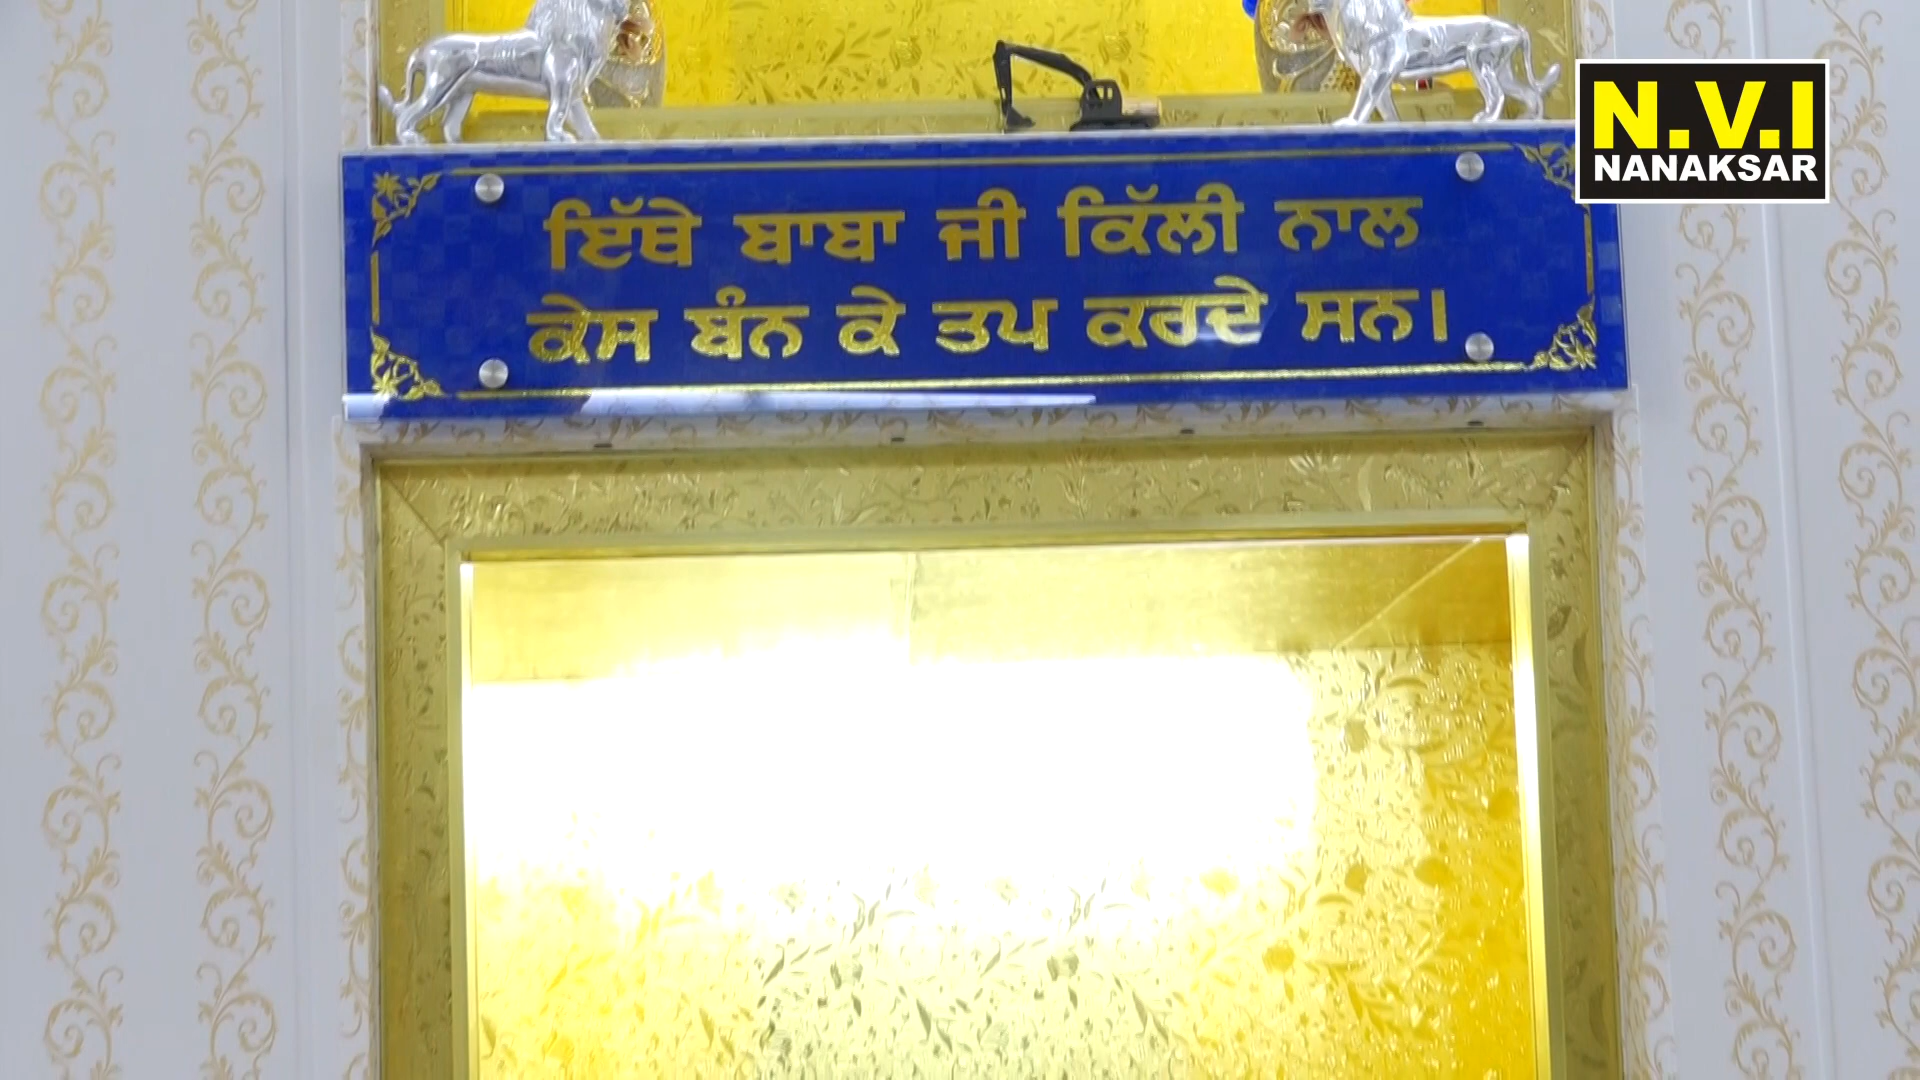 N.V.I
NANAKSAR
ਇੱਥੇ ਬਾਬਾ ਜੀ ਕਿੱਲੀ ਨਾਲ
ਕੇਸ ਬੰਨ ਕੇ ਤਪ ਕਰਦੇ ਸਨ।